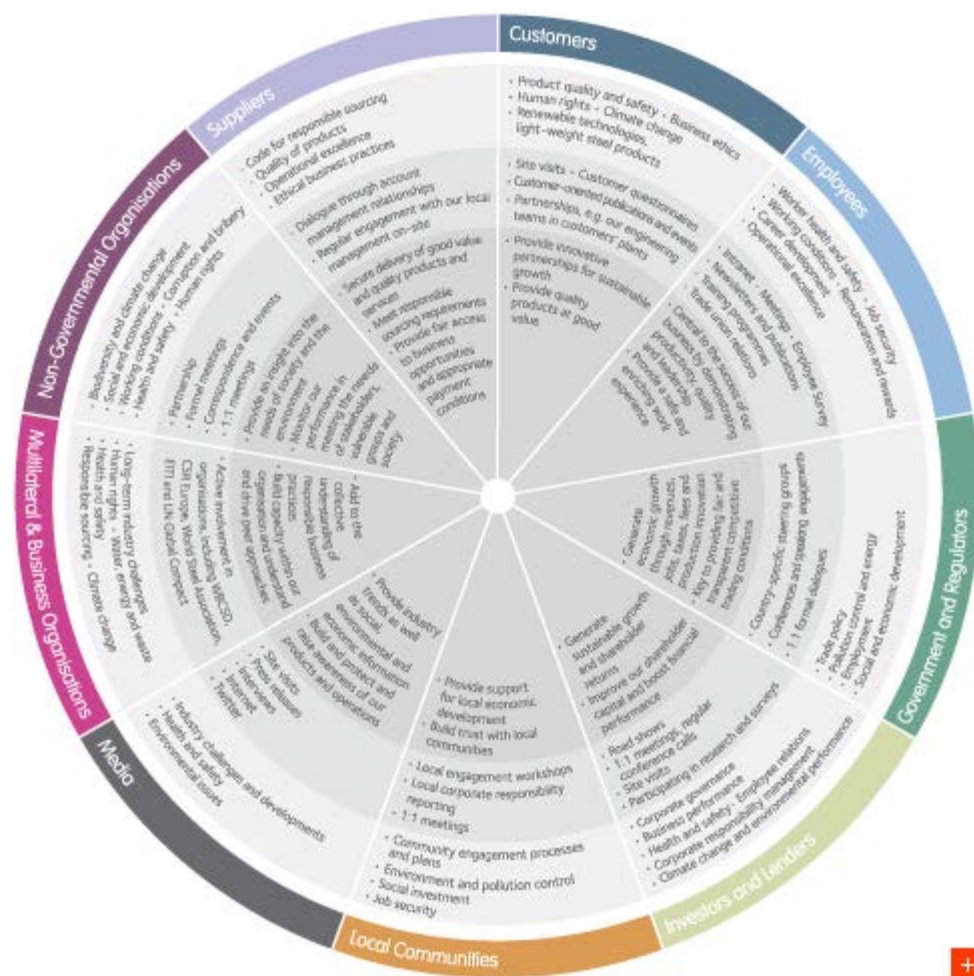 Customers
· Product quality and safety · Business ethics
· Human rights · Climate change
· Renewable technologies,
light-weight steel products
· Site visits · Customer questionnaires
· Customer-oriented publications and events
· Partnerships, e.g. our engineering
teams in customers' plants
· Provide innovative
partnerships for sustainable
growth
· Provide quality
products at good
value
Employees
· Worker health and safety · Job security
· Working conditions · Remuneration and rewards
· Career development
· Operational excellence
· Intranet · Meetings · Employee Survey
· Newsletters and publications
· Training programmes
· Trade union relations
· Central to the success of our
business by demonstrating
productivity, quality
and leadership
· Provide a safe and
enriching work
experience
Government and Regulators
· Trade policy
· Pollution control and energy
· Employment
· Social and economic development
· Country-specific steering groups
· Conferences and speaking engagements
· 1:1 formal dialogues
· Generate
economic growth
through revenues,
jobs, taxes, fees and
production innovation
· Key to providing fair and
transparent competitive
trading condition
Investors and Lenders
· Corporate governance
· Business performance
· Health and safety · Employee relations
· Corporate responsibility management
· Climate change and environmental performance
· Road shows
· 1:1 meetings, regular
conference calls
· Site visits
· Participating in research and surveys
· Generate
sustainable growth
and shareholder
returns
· Improve our shareholder
capital and boost financial
performance
Local Communities
· Community engagement processes
and plans
· Environment and pollution control
· Social investment
· Job security
· Local engagement workshops
· Local corporate responsibility
reporting
· 1:1 meetings
· Provide support
for local economic
development
· Build trust with local
communities
Media
· Industry challenges and developments
· Health and safety
· Environmental issues
· Site visits
· Press releases
· Interviews
· Internet
· Twitter
· Provide industry
trends as well
as social,
environmental and
economic information
· Build and protect and
raise awareness of our
products and operations
Multilateral & Business Organisations
· Long-term industry challenges
· Human rights · Water, energy and waste
· Health and safety
· Responsible sourcing · Climate change
· Active involvement in
organisations, including WBCSD,
CSR Europe, World Steel Association,
EITI and UN Global Compact
· Add to the
collective
understanding of
responsible business
practices
· Build capacity within our
organisation and understand
and drive peer approaches
Non-Governmental Organisations
· Biodiversity and climate change
· Social and economic development
· Working conditions · Corruption and bribery
· Health and safety · Human rights
· Partnership
· Formal meetings
· Correspondence and events
· 1:1 meetings
· Provide an insight into the
needs of society and the
environment
· Monitor our
performance in
meeting the needs
of stakeholders,
vulnerable
groups and
society
Suppliers
· Code for responsible sourcing
· Quality of products
· Operational excellence
· Ethical business practices
· Dialogue through account
management relationships
· Regular engagement with our local
management on-site
· Secure delivery of good value
and quality products and
services
· Meet responsible
sourcing requirements
· Provide fair access
to business
opportunities
and appropriate
payment
conditions
+